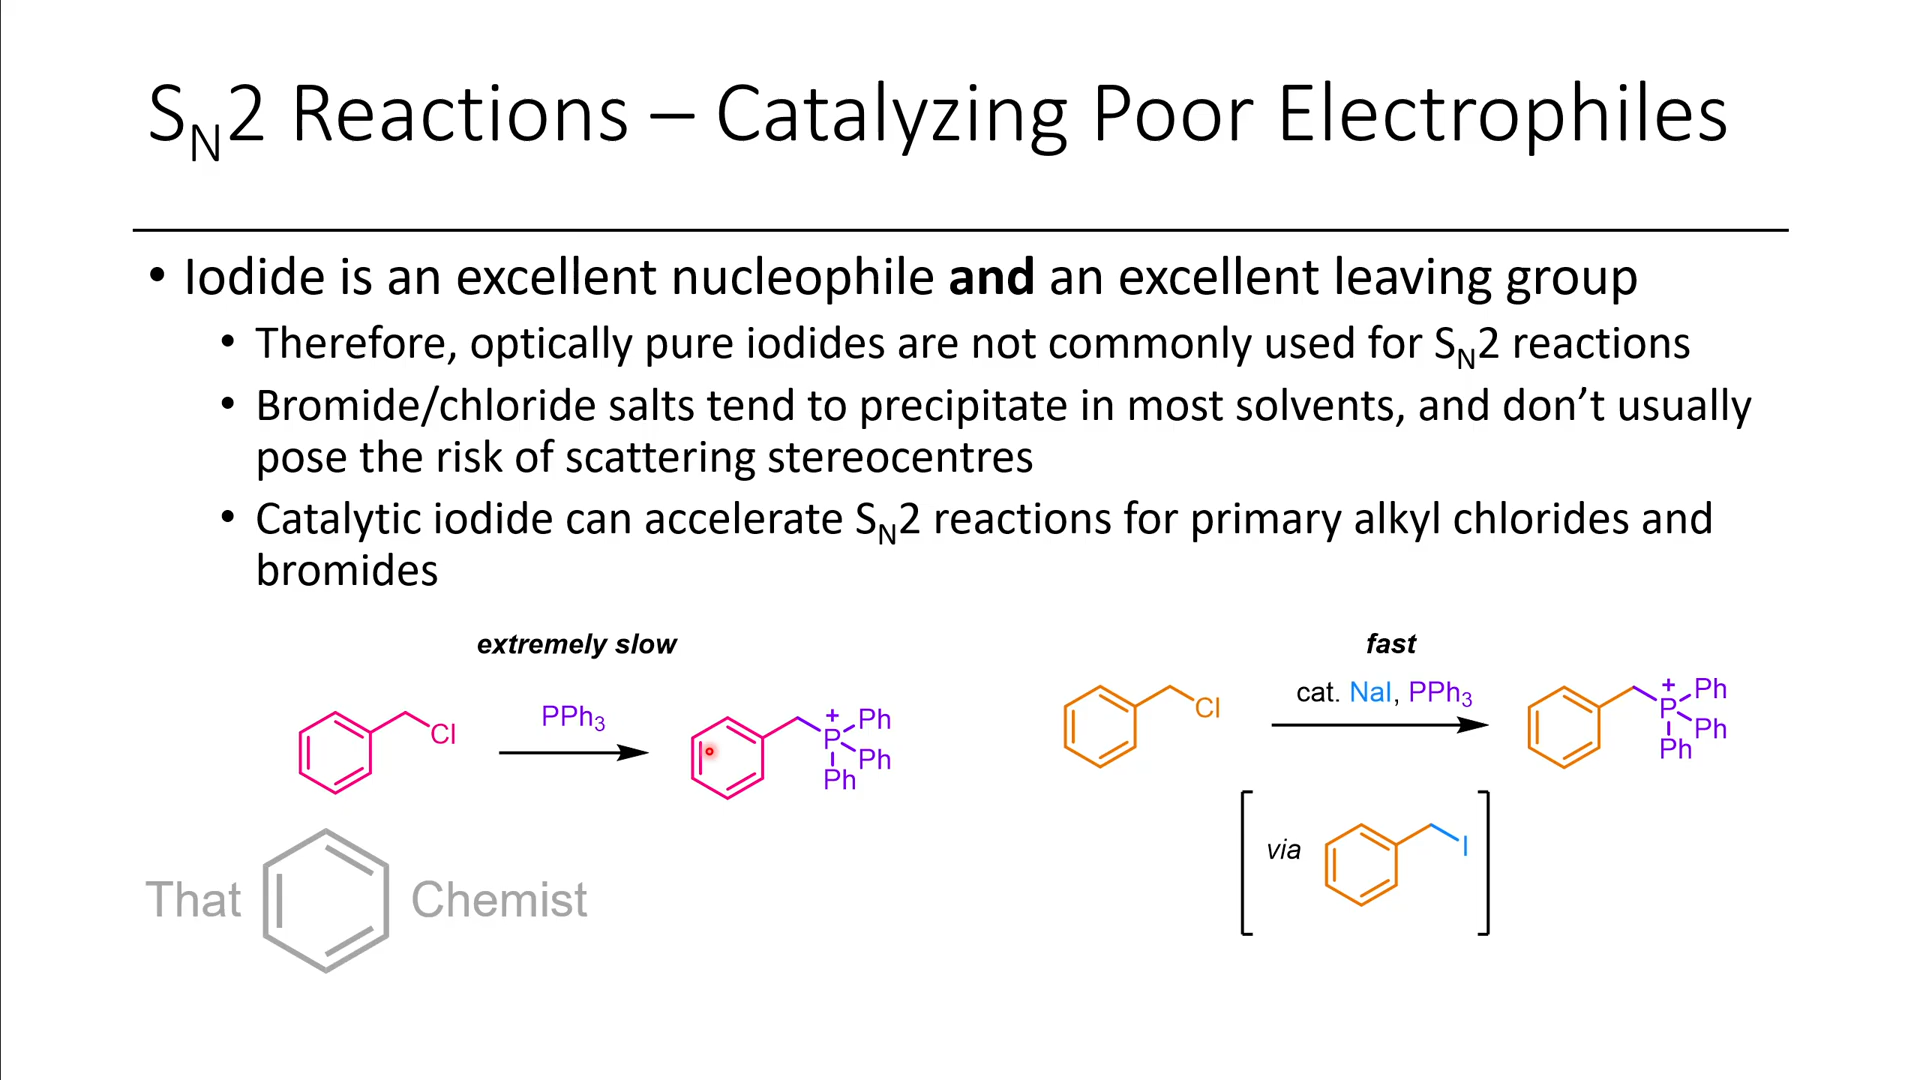 S_N2 Reactions – Catalyzing Poor Electrophiles
• Iodide is an excellent nucleophile and an excellent leaving group
• Therefore, optically pure iodides are not commonly used for S_N2 reactions
• Bromide/chloride salts tend to precipitate in most solvents, and don’t usually
pose the risk of scattering stereocentres
• Catalytic iodide can accelerate S_N2 reactions for primary alkyl chlorides and
bromides
extremely slow
Cl
PPh₃
P+
Ph
Ph
Ph
fast
Cl
cat. NaI, PPh₃
P+
Ph
Ph
Ph
via
I
That Chemist